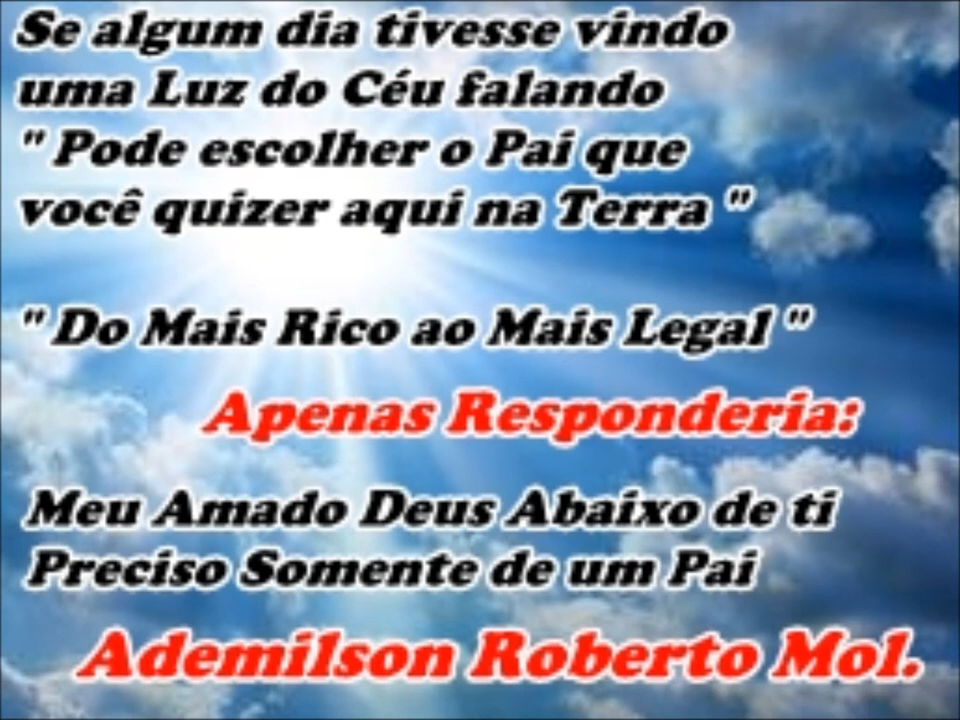 Se algum dia tivesse vindo
uma Luz do Céu falando
" Pode escolher o Pai que
você quizer aqui na Terra "
" Do Mais Rico ao Mais Legal "
Apenas Responderia:
Meu Amado Deus Abaixo de ti
Preciso Somente de um Pai
Ademilson Roberto Mol.